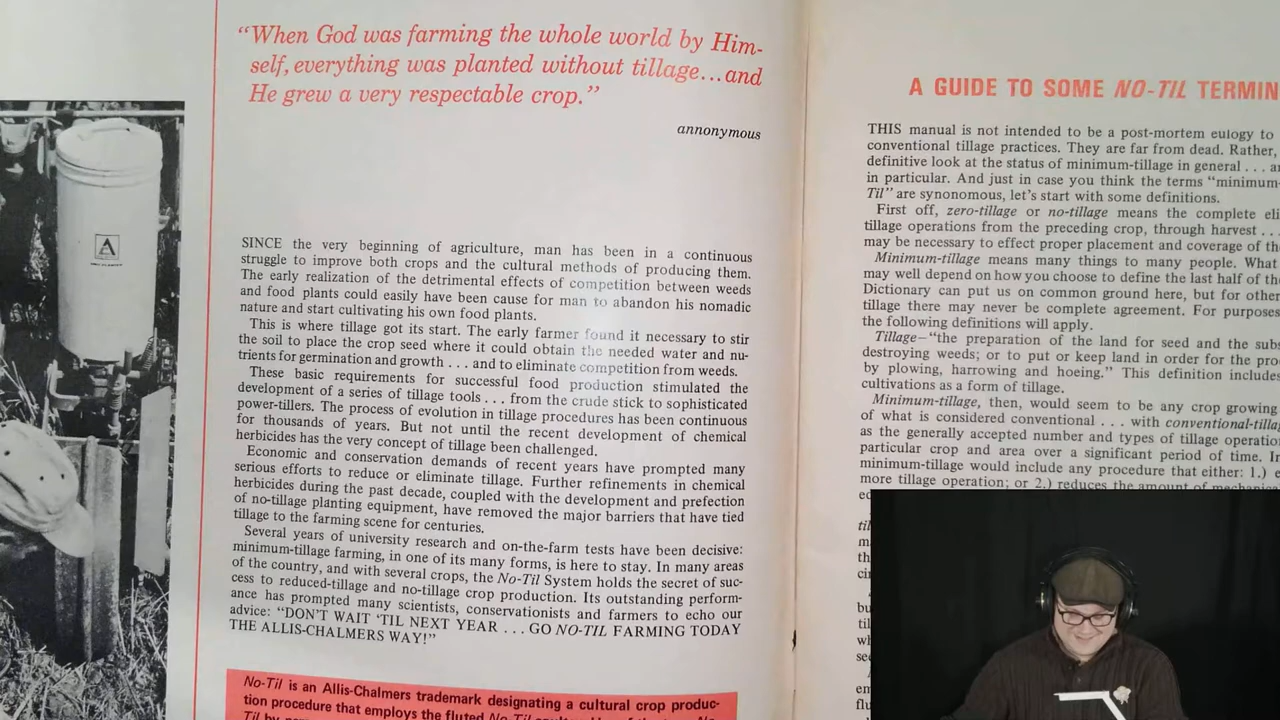 “When God was farming the whole world by Him-
self, everything was planted without tillage...and
He grew a very respectable crop.”
annonymous
SINCE the very beginning of agriculture, man has been in a continuous
struggle to improve both crops and the cultural methods of producing them.
The early realization of the detrimental effects of competition between weeds
and food plants could easily have been cause for man to abandon his nomadic
nature and start cultivating his own food plants.
This is where tillage got its start. The early farmer found it necessary to stir
the soil to place the crop seed where it could obtain the needed water and nu-
trients for germination and growth . . . and to eliminate competition from weeds.
These basic requirements for successful food production stimulated the
development of a series of tillage tools . . . from the crude stick to sophisticated
power-tillers. The process of evolution in tillage procedures has been continuous
for thousands of years. But not until the recent development of chemical
herbicides has the very concept of tillage been challenged.
Economic and conservation demands of recent years have prompted many
serious efforts to reduce or eliminate tillage. Further refinements in chemical
herbicides during the past decade, coupled with the development and prefection
of no-tillage planting equipment, have removed the major barriers that have tied
tillage to the farming scene for centuries.
Several years of university research and on-the-farm tests have been decisive:
minimum-tillage farming, in one of its many forms, is here to stay. In many areas
of the country, and with several crops, the No-Til System holds the secret of suc-
cess to reduced-tillage and no-tillage crop production. Its outstanding perform-
ance has prompted many scientists, conservationists and farmers to echo our
advice: “DON’T WAIT ’TIL NEXT YEAR . . . GO NO-TIL FARMING TODAY
THE ALLIS-CHALMERS WAY!”
No-Til is an Allis-Chalmers trademark designating a cultural crop produc-
tion procedure that employs the fluted No-Til
A GUIDE TO SOME NO-TIL TERMIN
THIS manual is not intended to be a post-mortem eulogy to
conventional tillage practices. They are far from dead. Rather,
definitive look at the status of minimum-tillage in general . . .
in particular. And just in case you think the terms “minimum-
Til” are synonomous, let’s start with some definitions.
First off, zero-tillage or no-tillage means the complete eli
tillage operations from the preceding crop, through harvest . . .
may be necessary to effect proper placement and coverage of th
Minimum-tillage means many things to many people. What
may well depend on how you choose to define the last half of the
Dictionary can put us on common ground here, but for other
tillage there may never be complete agreement. For purposes
the following definitions will apply.
Tillage—“the preparation of the land for seed and the subs
destroying weeds; or to put or keep land in order for the pro
by plowing, harrowing and hoeing.” This definition includes
cultivations as a form of tillage.
Minimum-tillage, then, would seem to be any crop growing
of what is considered conventional . . . with conventional-tillag
as the generally accepted number and types of tillage operatio
particular crop and area over a significant period of time. In
minimum-tillage would include any procedure that either: 1.) e
more tillage operation; or 2.) reduces the amount of mechanic